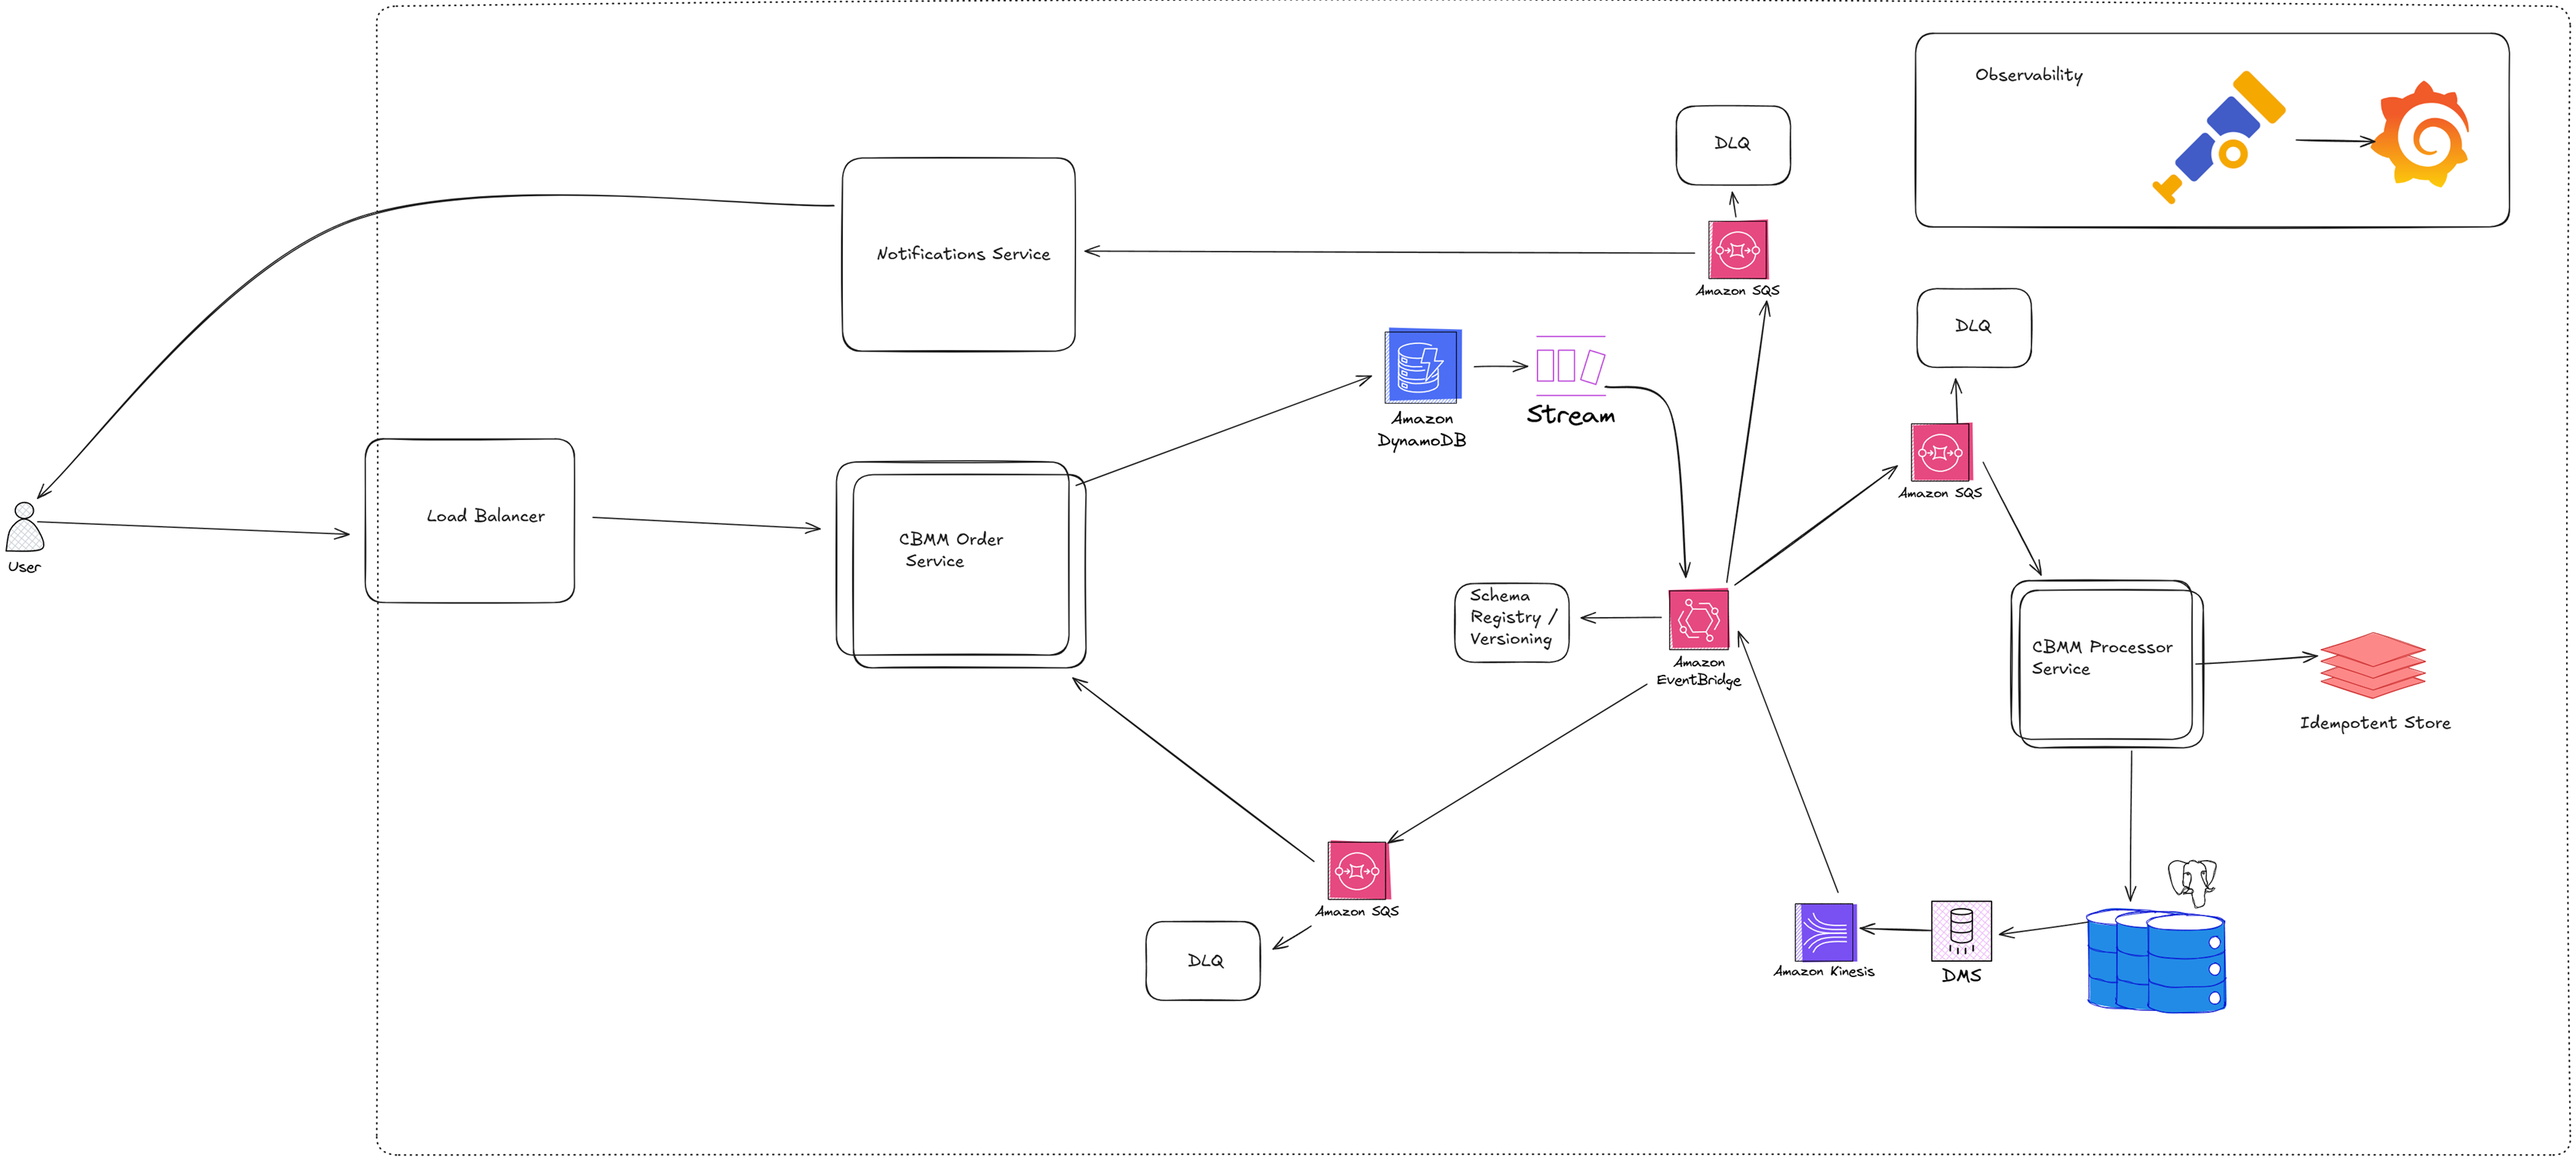 Observability
DLQ
Notifications Service
Amazon SQS
DLQ
Amazon
DynamoDB
Stream
Amazon SQS
Load Balancer
CBMM Order
Service
User
Schema
Registry /
Versioning
Amazon
EventBridge
CBMM Processor
Service
Idempotent Store
Amazon SQS
DLQ
Amazon Kinesis
DMS